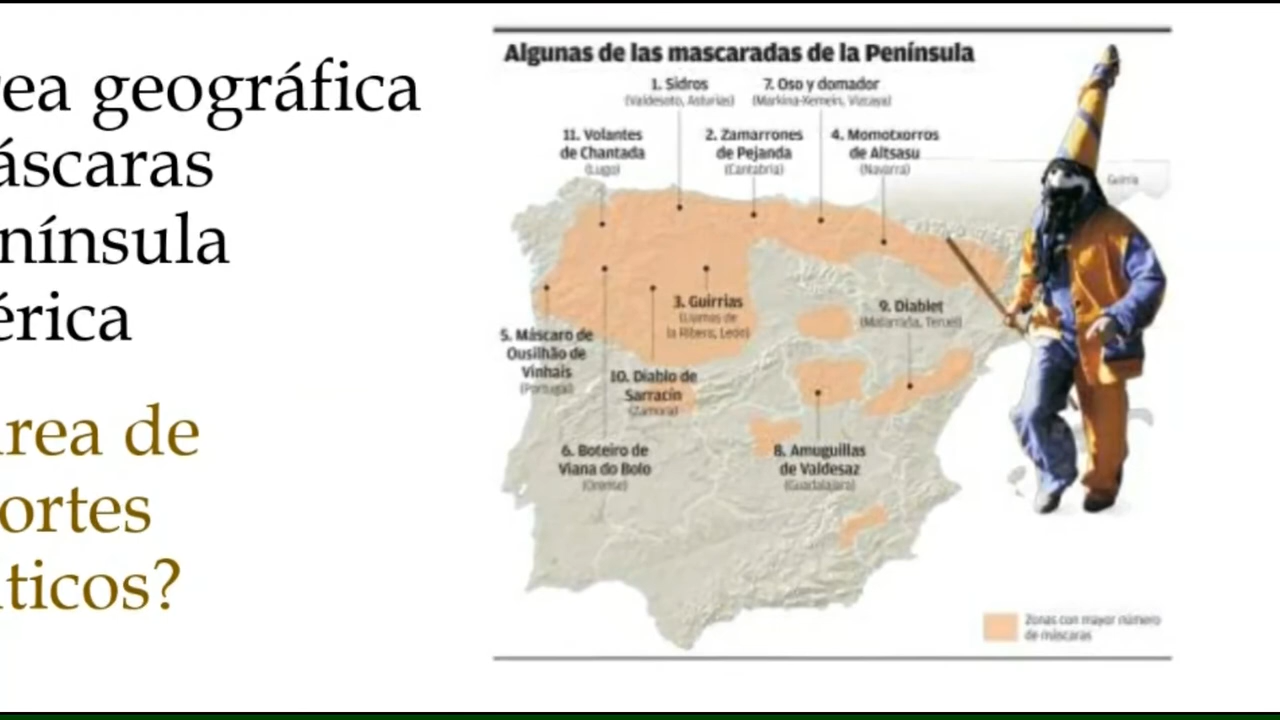 rea geográfica
áscaras
nínsula
érica
área de
ortes
ticos?
Algunas de las mascaradas de la Península
1. Sidros
(Valdesoto, Asturias)
7. Oso y domador
(Markina-Xemein, Vizcaya)
11. Volantes
de Chantada
(Lugo)
2. Zamarrones
de Pejanda
(Cantabria)
4. Momotxorros
de Altsasu
(Navarra)
Guirria
3. Guirrias
(Llamas de
la Ribera, León)
9. Diablet
(Matarraña, Teruel)
5. Máscaro de
Ousilhão de
Vinhais
(Portugal)
10. Diablo de
Sarracín
(Zamora)
6. Boteiro de
Viana do Bolo
(Orense)
8. Amuguillas
de Valdesaz
(Guadalajara)
Zonas con mayor número
de máscaras